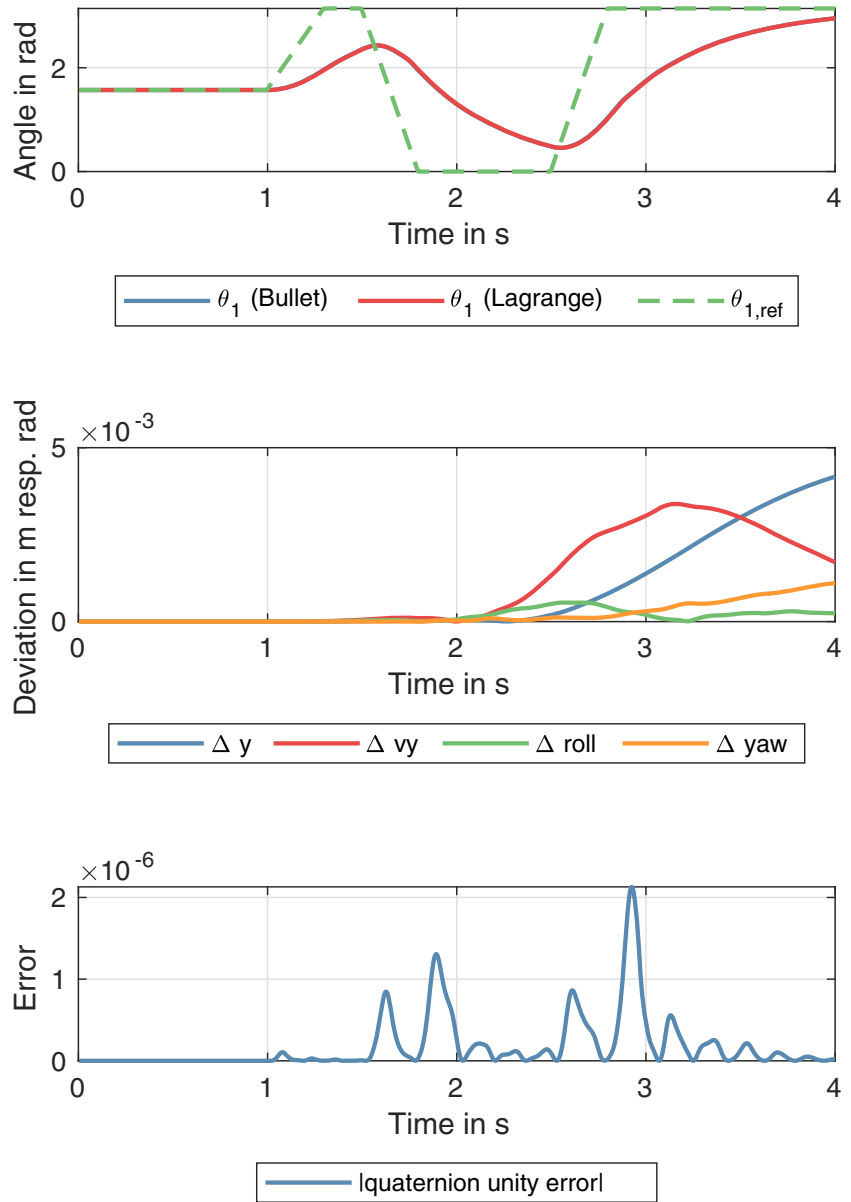 Angle in rad
2
0
0 1 2 3 4
Time in s
θ1 (Bullet) θ1 (Lagrange) θ1,ref
×10-3
Deviation in m resp. rad
5
0
0 1 2 3 4
Time in s
Δ y Δ vy Δ roll Δ yaw
×10-6
Error
2
1
0
0 1 2 3 4
Time in s
|quaternion unity error|